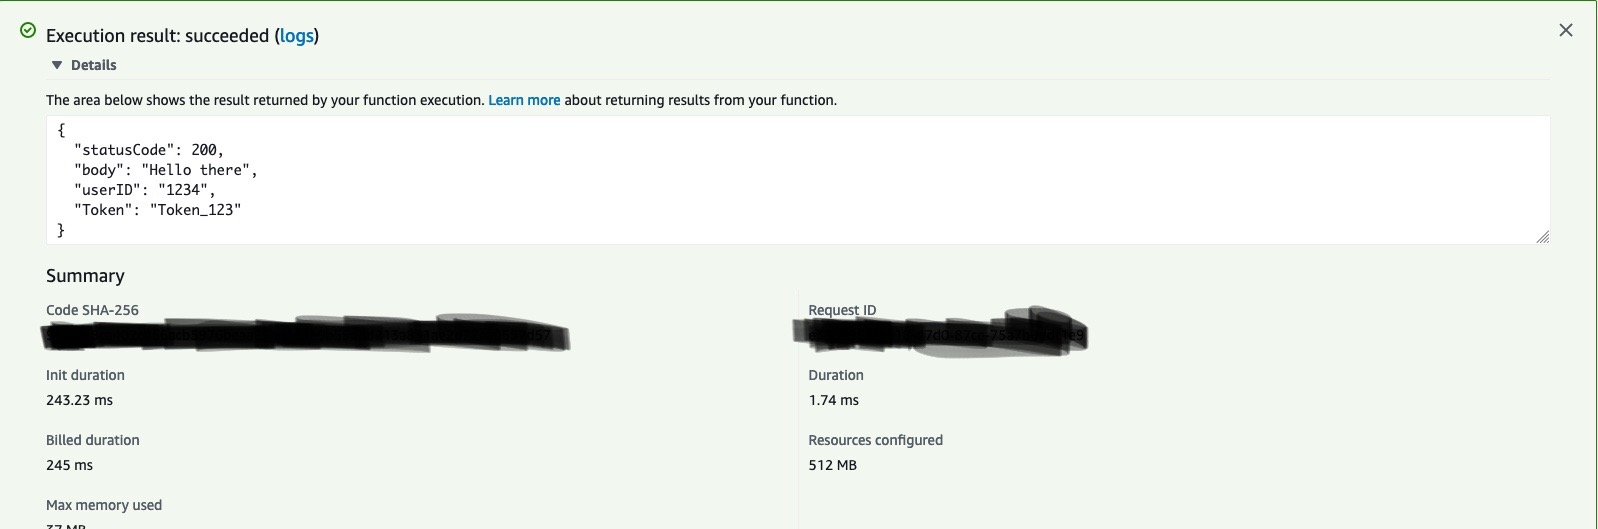 Execution result: succeeded (logs)
Details
The area below shows the result returned by your function execution. Learn more about returning results from your function.
{
"statusCode": 200,
"body": "Hello there",
"userID": "1234",
"Token": "Token_123"
}
Summary
Code SHA-256
Request ID
Init duration
243.23 ms
Duration
1.74 ms
Billed duration
245 ms
Resources configured
512 MB
Max memory used
37 MB